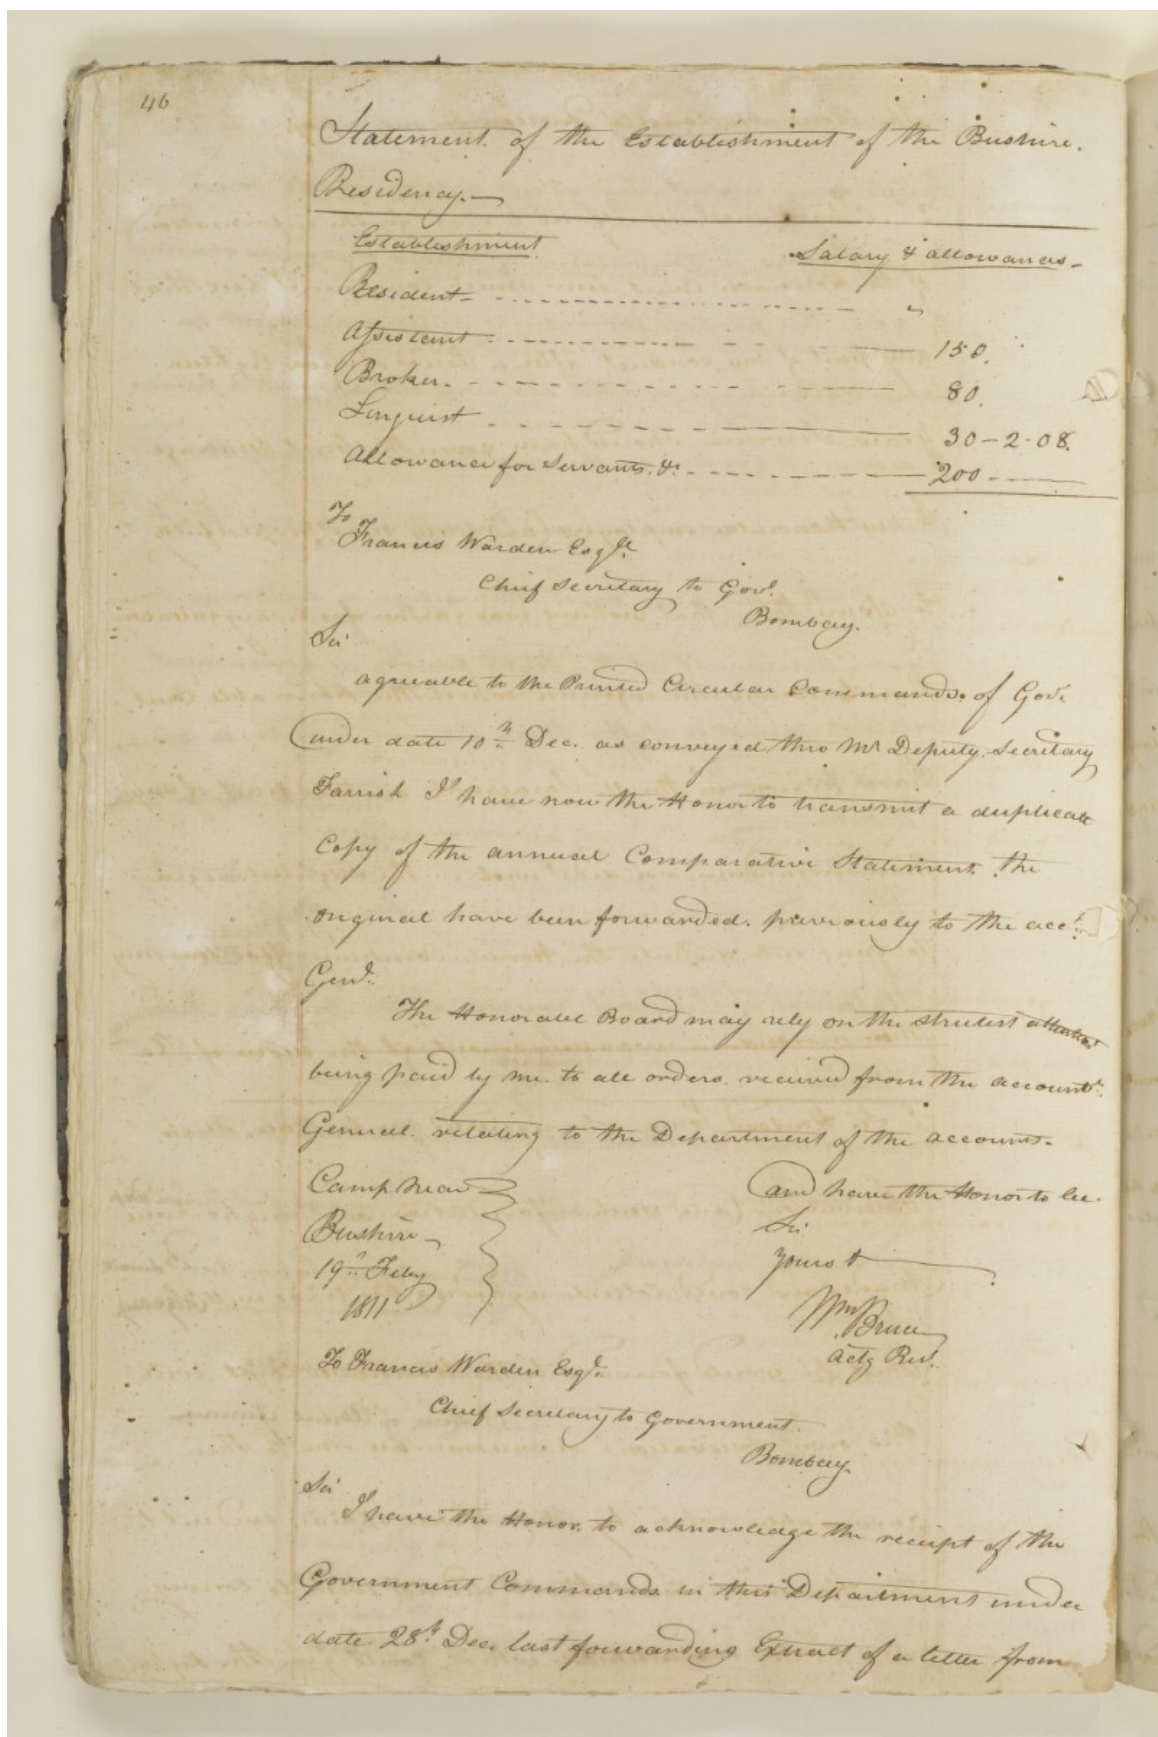 46
Statement of the Establishment of the Bushire
Residency.—
Establishment Salary & allowances—
Resident- "
Assistant 150.
Broker. 80.
Linguist 30-2-08.
Allowance for Servants. &c 200
To
Francis Warden Esqre
Chief Secretary to Govt
Bombay.
Sir
agreeable to the Printed Circular Commands of Govt
under date 10th Dec. as conveyed thro Mr Deputy Secretary
Farish I have now the Honor to transmit a duplicate
Copy of the annual Comparative Statement the
original have been forwarded. previously to the acct
Genl.
The Honorable Board may rely on the strictest attention
being paid by me. to all orders received from the accountt
General. relating to the Department of the accounts.
Camp near and have the Honor to be
Bushire Sir
19th Feby yours &
1811 Wm Bruce
Actg Rest.
To Francis Warden Esqr.
Chief Secretary to Government.
Bombay.
Sir
I have the Honor. to acknowledge the receipt of the
Government Commands in this Department under
date 28th Dec. last forwarding Extract of a letter from